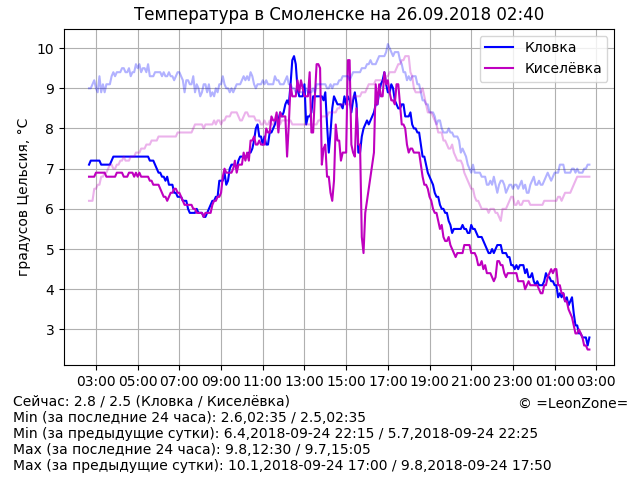 Температура в Смоленске на 26.09.2018 02:40
Кловка
Киселёвка
градусов Цельсия, °C
10
9
8
7
6
5
4
3
03:00 05:00 07:00 09:00 11:00 13:00 15:00 17:00 19:00 21:00 23:00 01:00 03:00
Сейчас: 2.8 / 2.5 (Кловка / Киселёвка)
© =LeonZone=
Min (за последние 24 часа): 2.6,02:35 / 2.5,02:35
Min (за предыдущие сутки): 6.4,2018-09-24 22:15 / 5.7,2018-09-24 22:25
Max (за последние 24 часа): 9.8,12:30 / 9.7,15:05
Max (за предыдущие сутки): 10.1,2018-09-24 17:00 / 9.8,2018-09-24 17:50